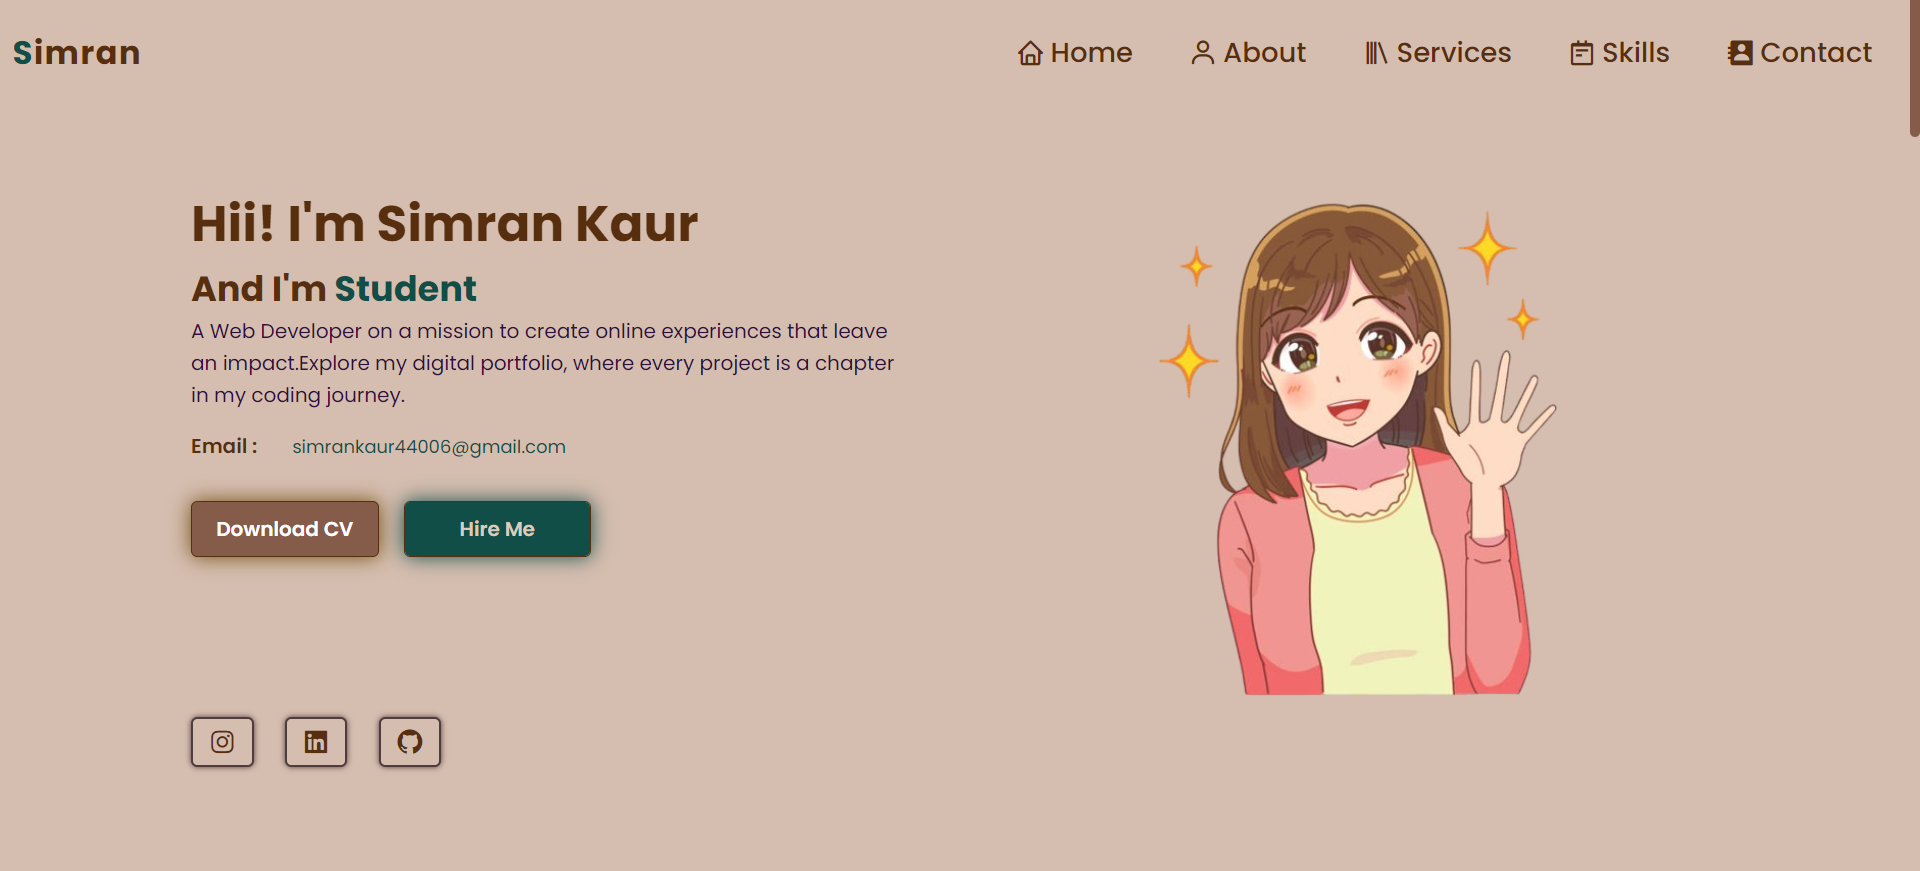 Simran
Home About Services Skills Contact
Hii! I'm Simran Kaur
And I'm Student
A Web Developer on a mission to create online experiences that leave
an impact.Explore my digital portfolio, where every project is a chapter
in my coding journey.
Email : simrankaur44006@gmail.com
Download CV Hire Me